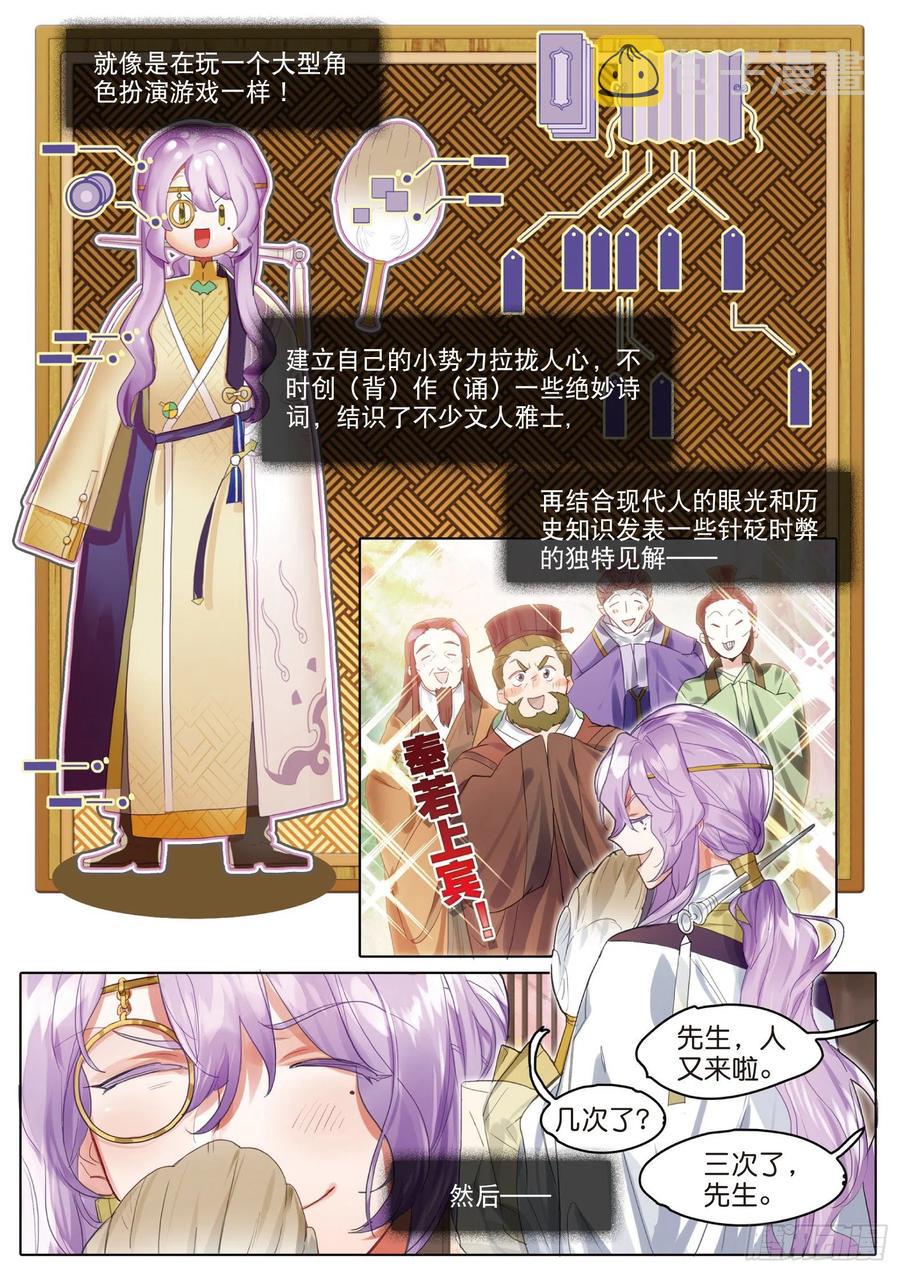 就像是在玩一个大型角
色扮演游戏一样！
包子漫畫
建立自己的小势力拉拢人心，不
时创（背）作（诵）一些绝妙诗
词，结识了不少文人雅士，
再结合现代人的眼光和历
史知识发表一些针砭时弊
的独特见解——
奉若上宾！
先生，人
又来啦。
几次了？
三次了，
先生。
然后——